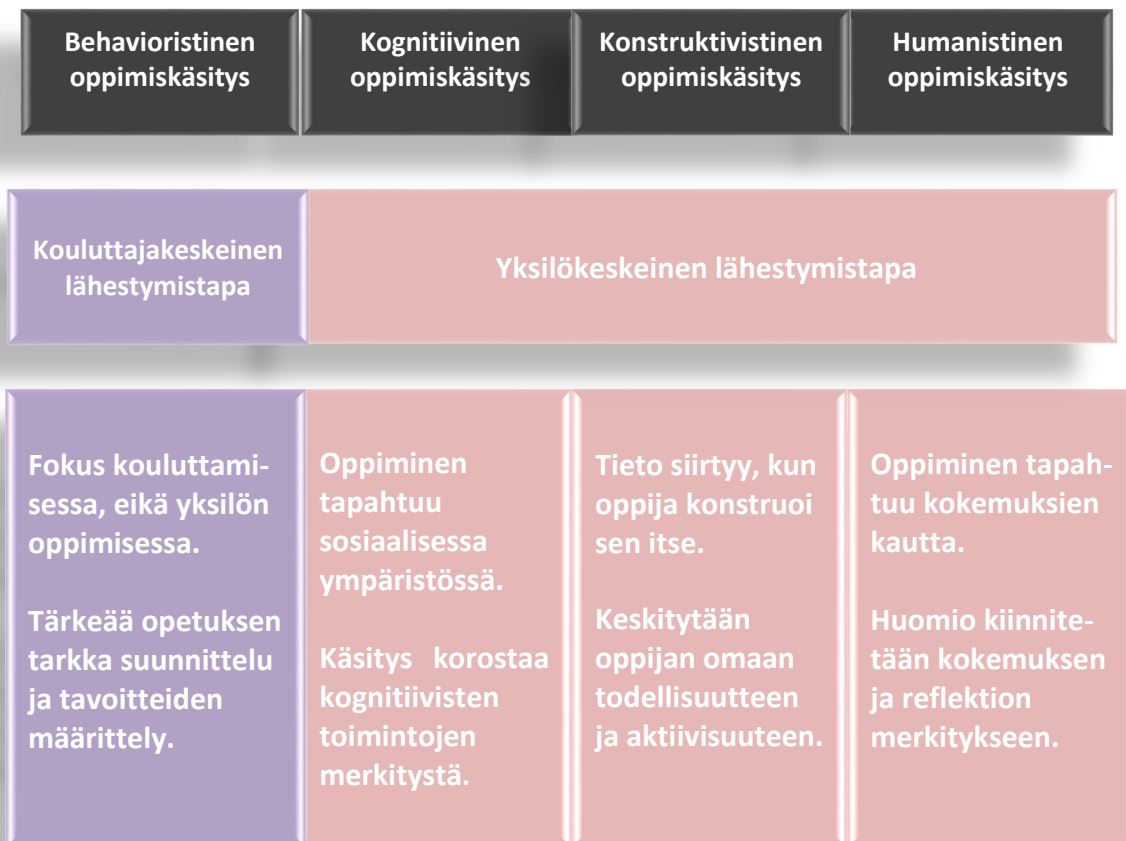 Behavioristinen
oppimiskäsitys
Kognitiivinen
oppimiskäsitys
Konstruktivistinen
oppimiskäsitys
Humanistinen
oppimiskäsitys
Kouluttajakeskeinen
lähestymistapa
Yksilökeskeinen lähestymistapa
Fokus kouluttami-
sessa, eikä yksilön
oppimisessa.
Tärkeää opetuksen
tarkka suunnittelu
ja tavoitteiden
määrittely.
Oppiminen
tapahtuu
sosiaalisessa
ympäristössä.
Käsitys korostaa
kognitiivisten
toimintojen
merkitystä.
Tieto siirtyy, kun
oppija konstruoi
sen itse.
Keskitytään
oppijan omaan
todellisuutteen
ja aktiivisuuteen.
Oppiminen tapah-
tuu kokemuksien
kautta.
Huomio kiinnite-
tään kokemuksen
ja reflektion
merkitykseen.